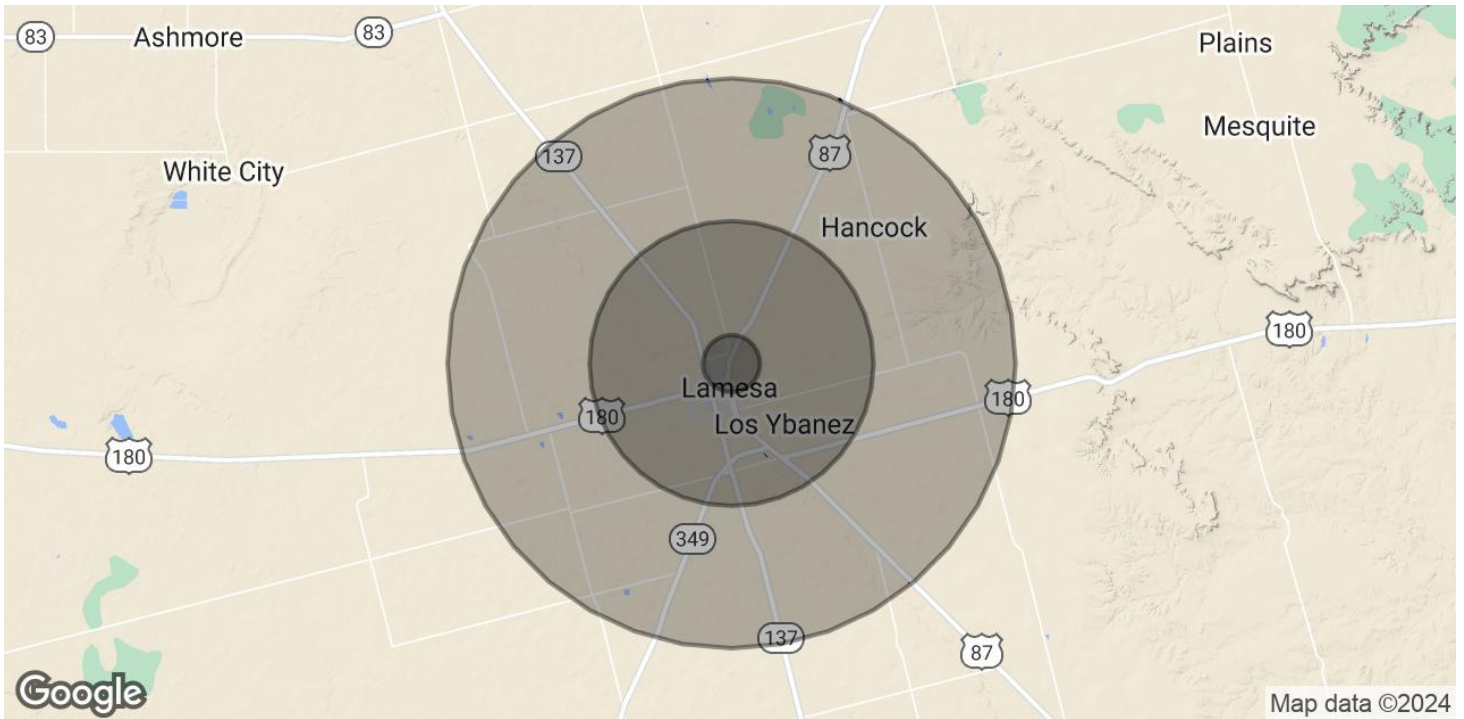 83
Ashmore
83
Plains
Mesquite
137
87
White City
Hancock
180
Lamesa
180
180
Los Ybanez
180
349
137
87
Google
Map data ©2024